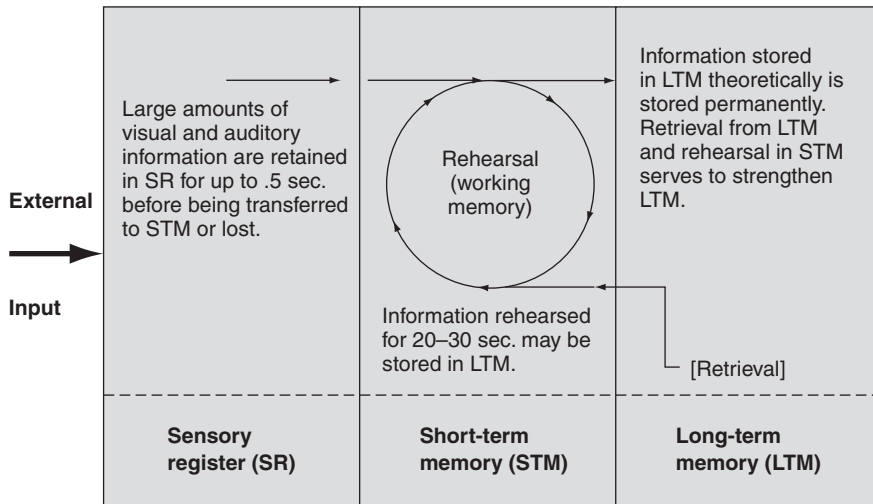 External
Input
Large amounts of
visual and auditory
information are retained
in SR for up to .5 sec.
before being transferred
to STM or lost.
Rehearsal
(working
memory)
Information rehearsed
for 20–30 sec. may be
stored in LTM.
Information stored
in LTM theoretically is
stored permanently.
Retrieval from LTM
and rehearsal in STM
serves to strengthen
LTM.
[Retrieval]
Sensory
register (SR)
Short-term
memory (STM)
Long-term
memory (LTM)